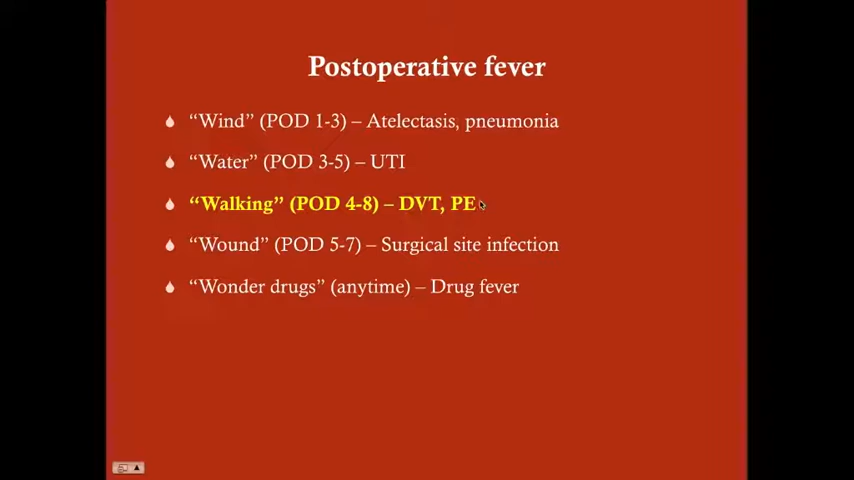 Postoperative fever
“Wind” (POD 1-3) – Atelectasis, pneumonia
“Water” (POD 3-5) – UTI
“Walking” (POD 4-8) – DVT, PE
“Wound” (POD 5-7) – Surgical site infection
“Wonder drugs” (anytime) – Drug fever